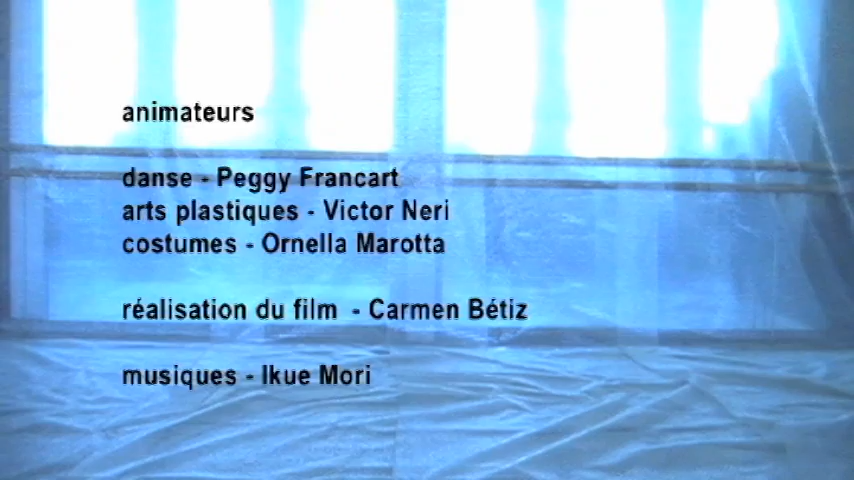 animateurs
danse - Peggy Francart
arts plastiques - Victor Neri
costumes - Ornella Marotta
réalisation du film - Carmen Bétiz
musiques - Ikue Mori